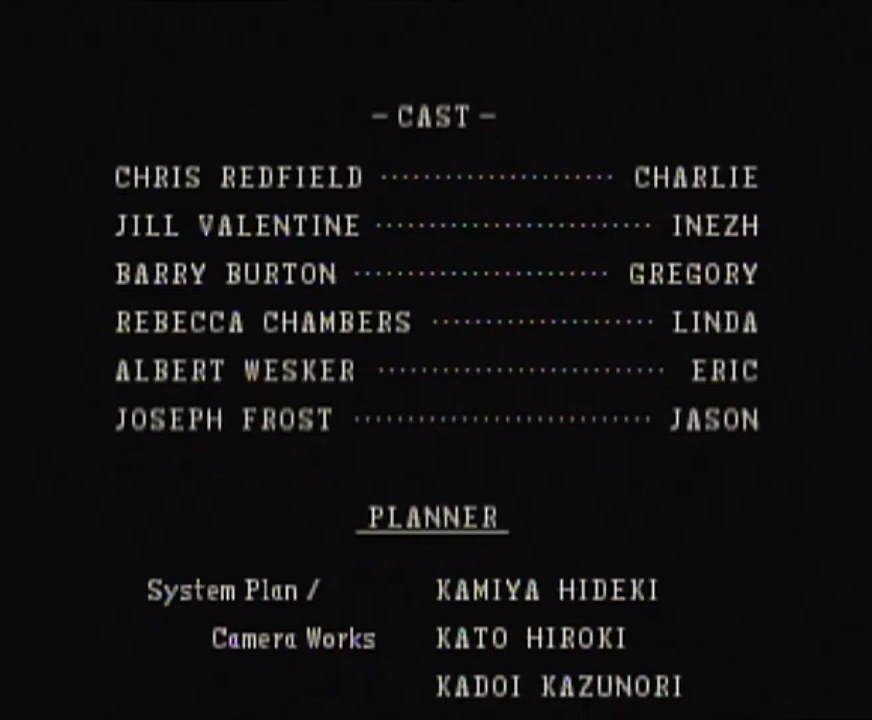 - CAST -
CHRIS REDFIELD ······················ CHARLIE
JILL VALENTINE ·························· INEZH
BARRY BURTON ························ GREGORY
REBECCA CHAMBERS ····················· LINDA
ALBERT WESKER ··························· ERIC
JOSEPH FROST ···························· JASON
PLANNER
System Plan / KAMIYA HIDEKI
Camera Works KATO HIROKI
KADOI KAZUNORI